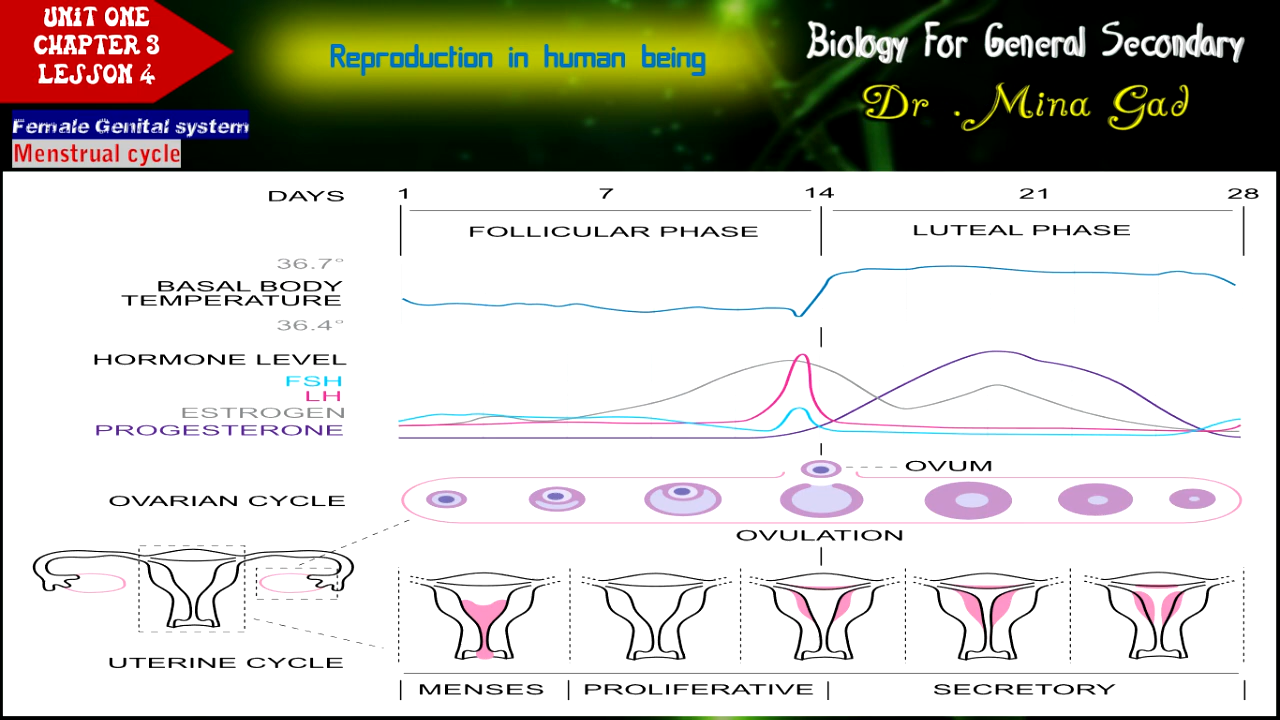 UNIT ONE
CHAPTER 3
LESSON 4
Reproduction in human being
Biology For General Secondary
Dr . Mina Gad
Female Genital system
Menstrual cycle
DAYS 1 7 14 21 28
FOLLICULAR PHASE LUTEAL PHASE
36.7°
BASAL BODY
TEMPERATURE
36.4°
HORMONE LEVEL
FSH
LH
ESTROGEN
PROGESTERONE
OVUM
OVARIAN CYCLE
OVULATION
UTERINE CYCLE
MENSES PROLIFERATIVE SECRETORY